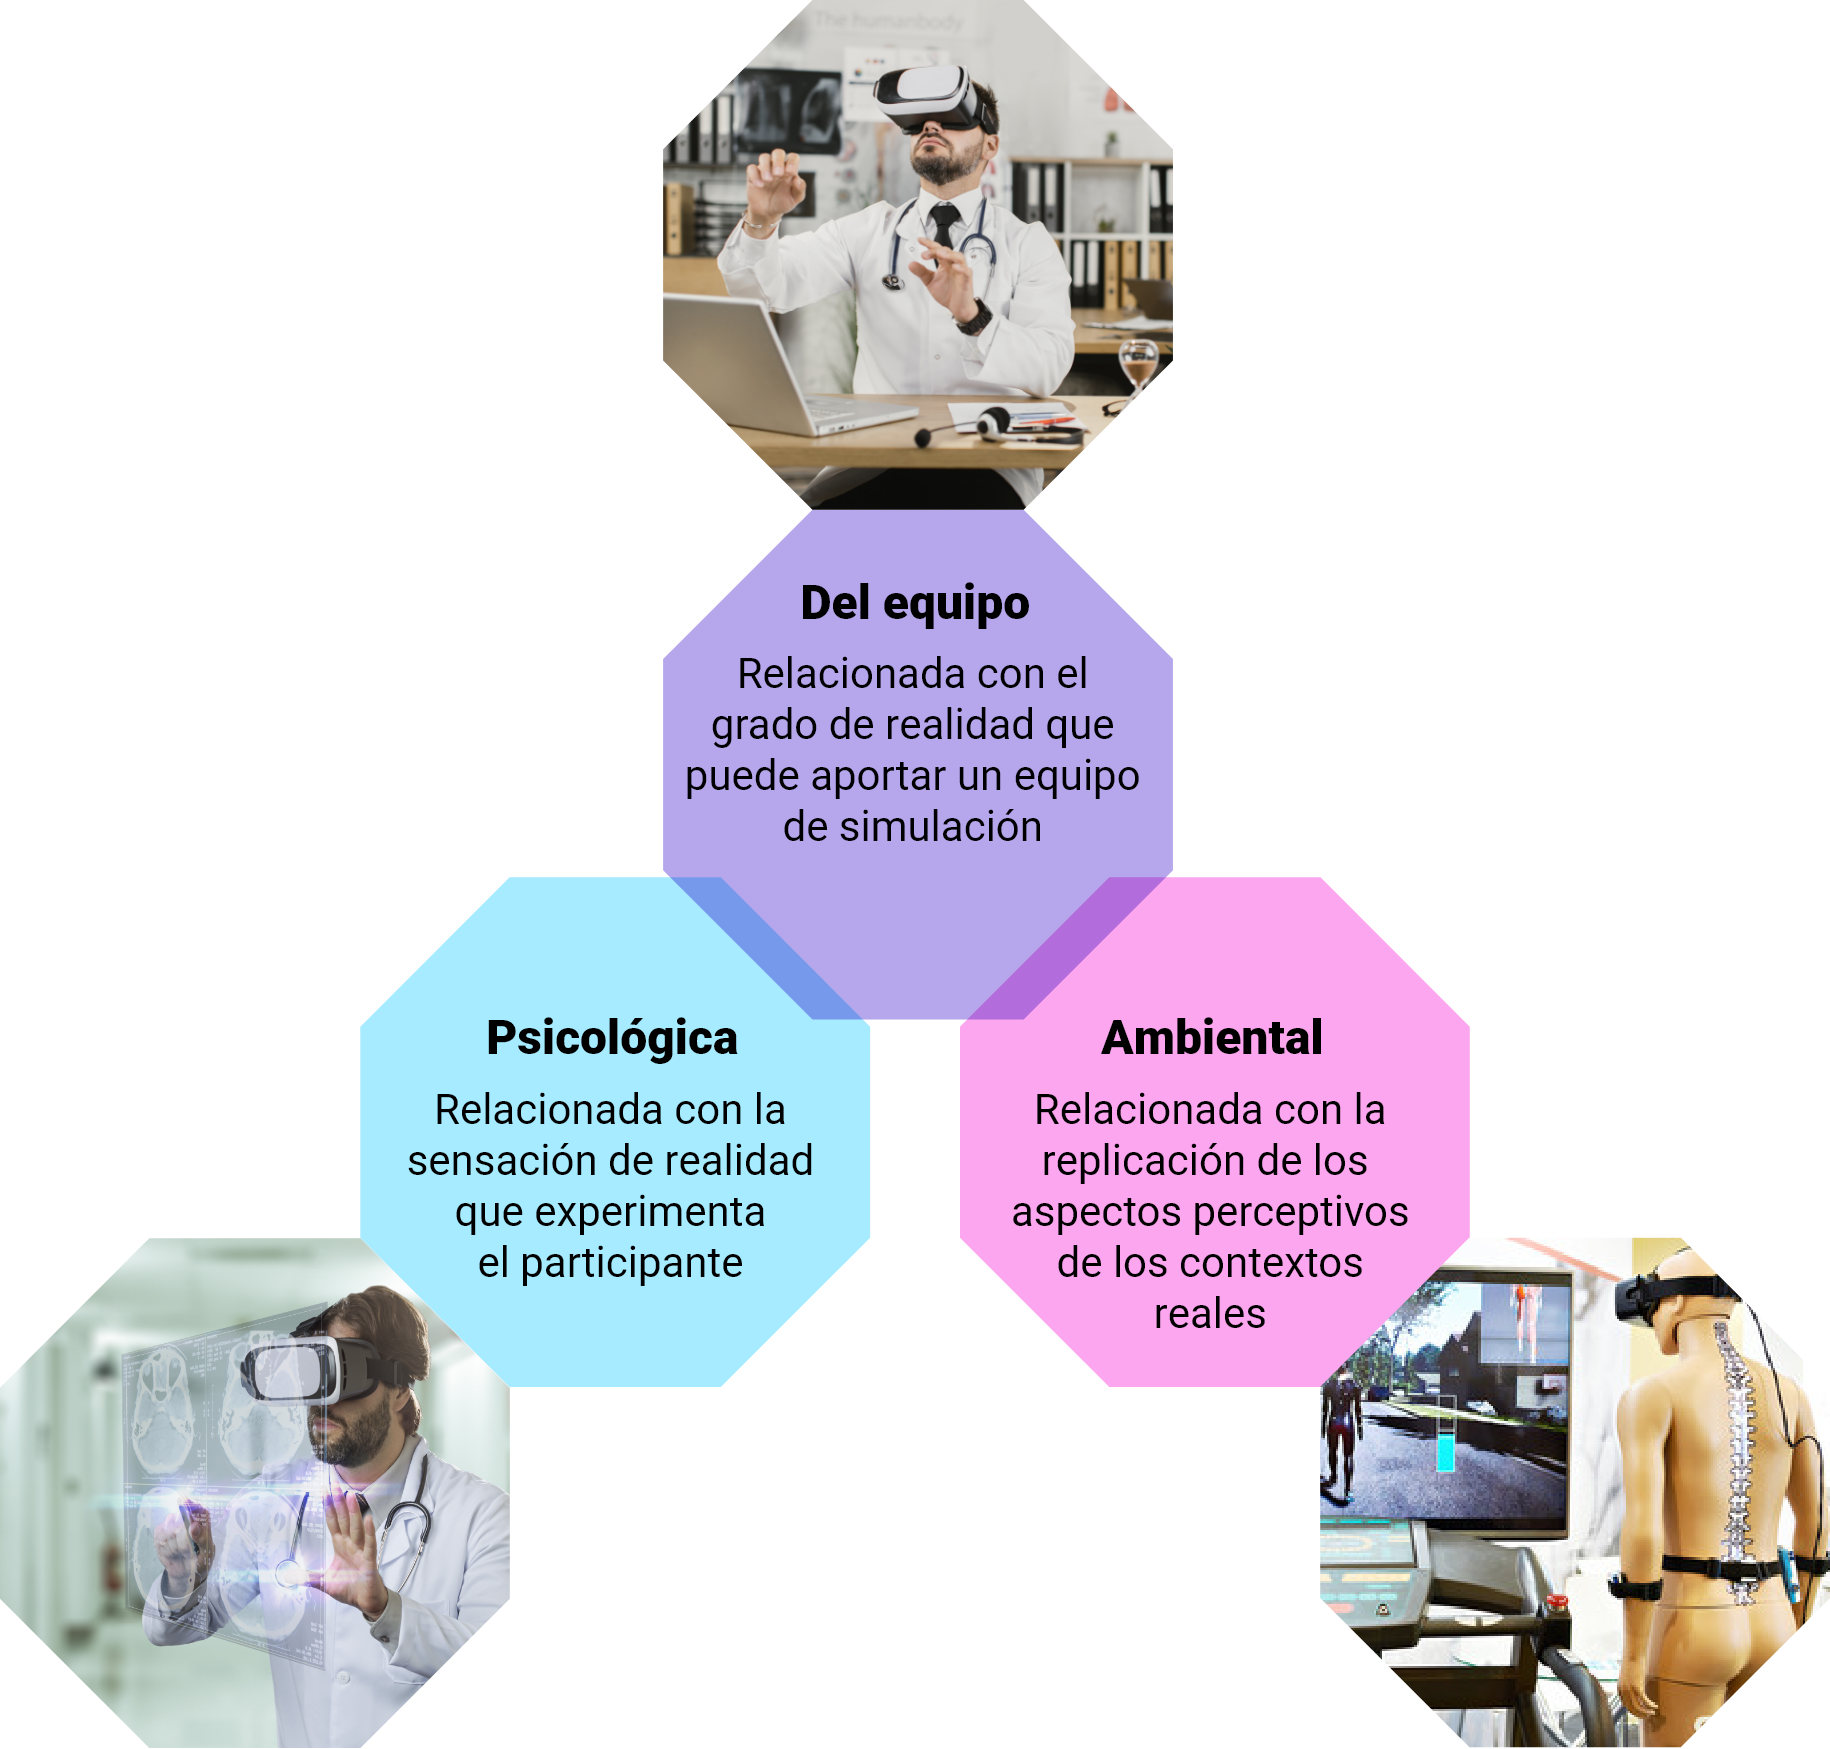 The humanbody
Del equipo
Relacionada con el
grado de realidad que
puede aportar un equipo
de simulación
Psicológica
Relacionada con la
sensación de realidad
que experimenta
el participante
Ambiental
Relacionada con la
replicación de los
aspectos perceptivos
de los contextos
reales